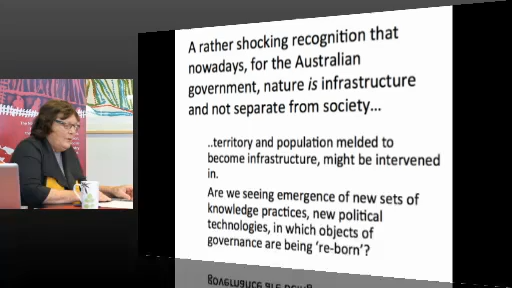 A rather shocking recognition that
nowadays, for the Australian
government, nature is infrastructure
and not separate from society...
..territory and population melded to
become infrastructure, might be intervened
in.
Are we seeing emergence of new sets of
knowledge practices, new political
technologies, in which objects of
governance are being 're-born'?